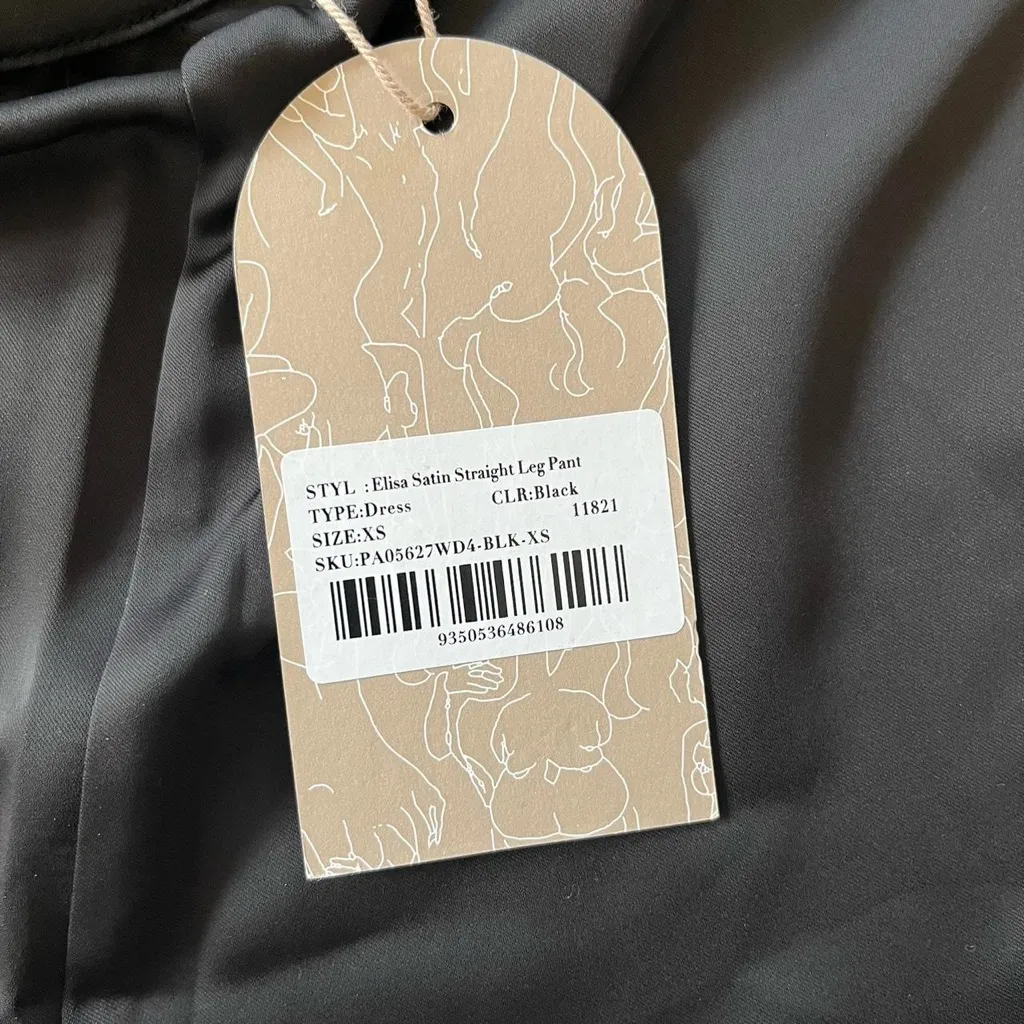 STYL :Elisa Satin Straight Leg Pant
TYPE:Dress CLR:Black
SIZE:XS 11821
SKU:PA05627WD4-BLK-XS
9350536486108